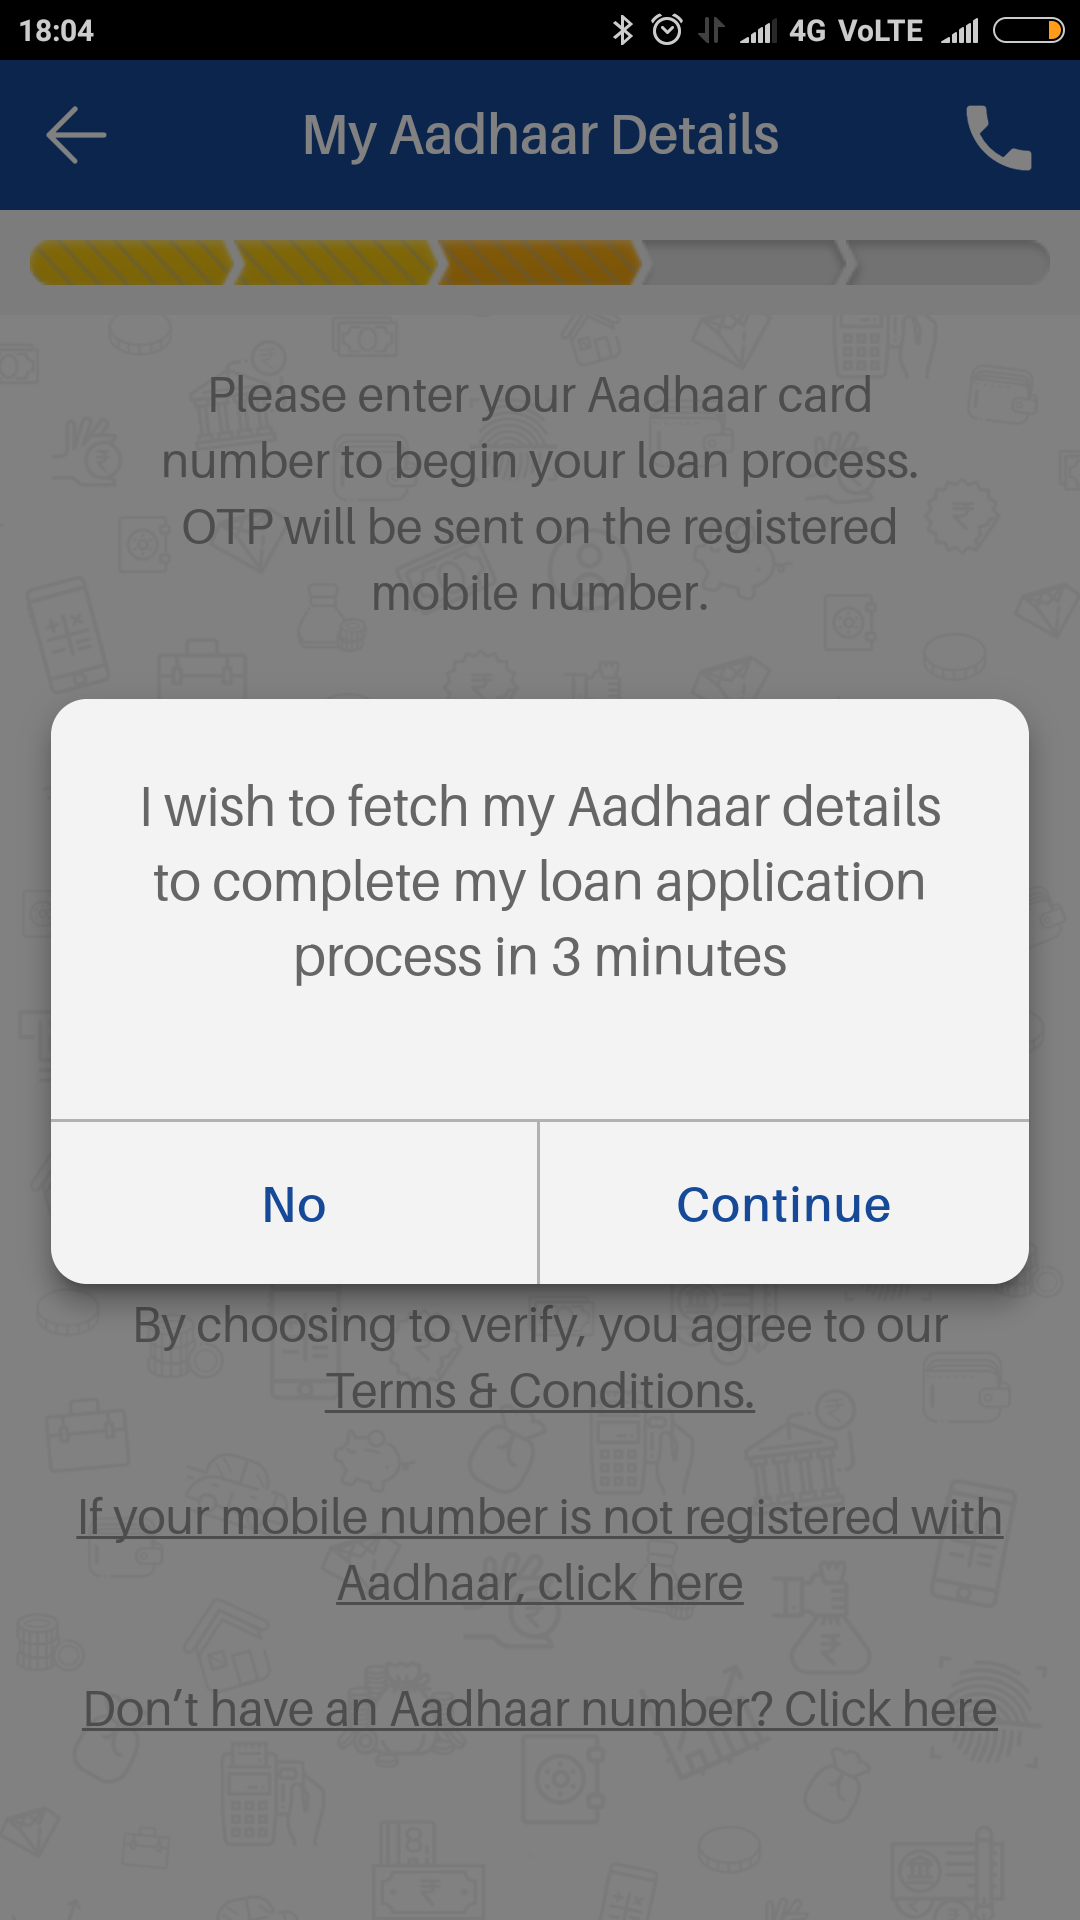 18:04 4G VoLTE
My Aadhaar Details
Please enter your Aadhaar card
number to begin your loan process.
OTP will be sent on the registered
mobile number.
I wish to fetch my Aadhaar details
to complete my loan application
process in 3 minutes
No Continue
By choosing to verify, you agree to our
Terms & Conditions.
If your mobile number is not registered with
Aadhaar, click here
Don’t have an Aadhaar number? Click here